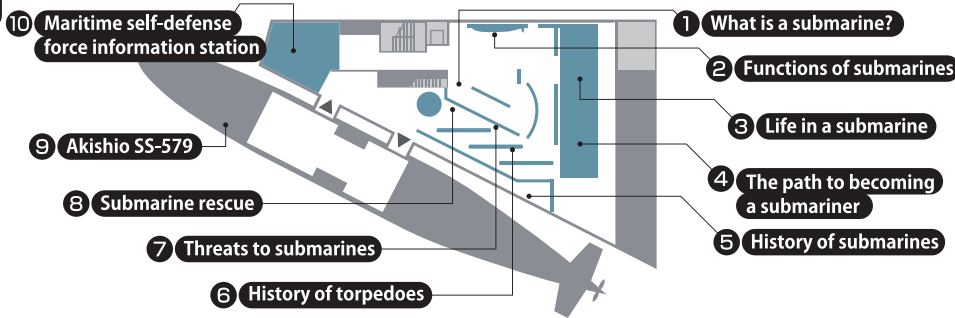 1 What is a submarine?
2 Functions of submarines
3 Life in a submarine
4 The path to becoming
a submariner
5 History of submarines
6 History of torpedoes
7 Threats to submarines
8 Submarine rescue
9 Akishio SS-579
10 Maritime self-defense
force information station